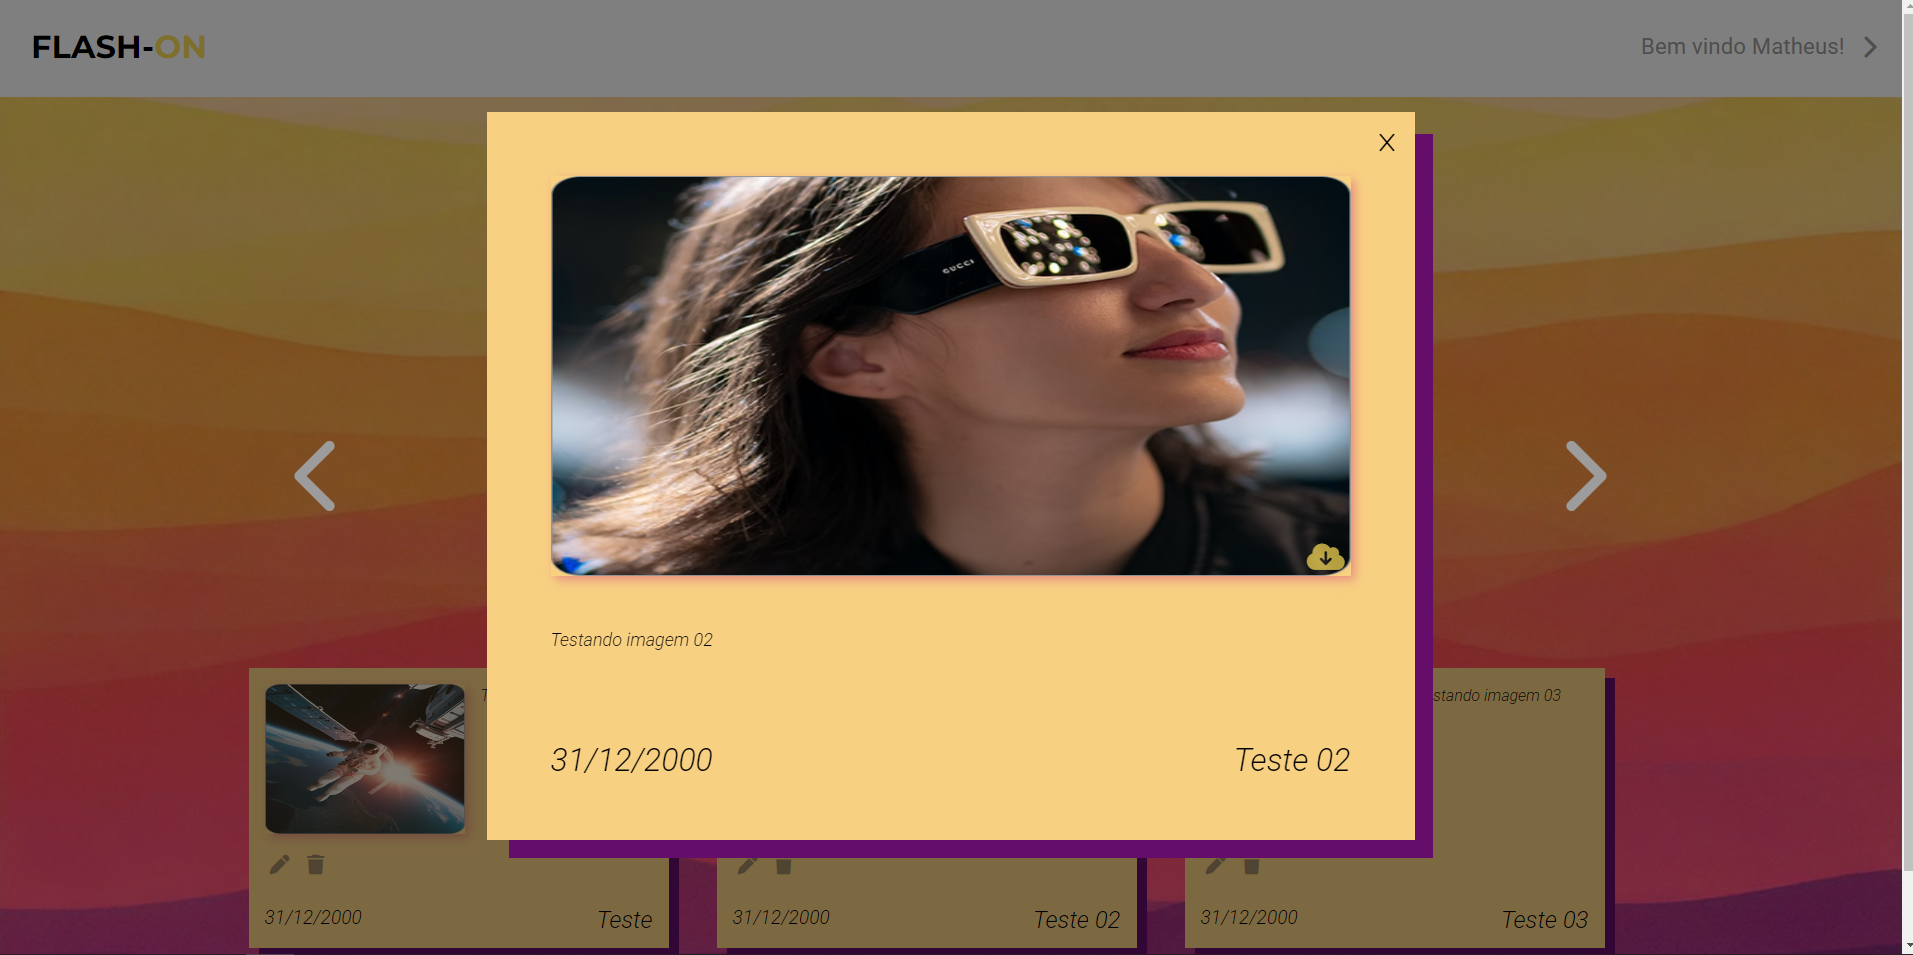 FLASH-ON
Bem vindo Matheus!
X
GUCCI
Testando imagem 02
31/12/2000
Teste 02
stando imagem 03
31/12/2000
Teste
31/12/2000
Teste 02
31/12/2000
Teste 03